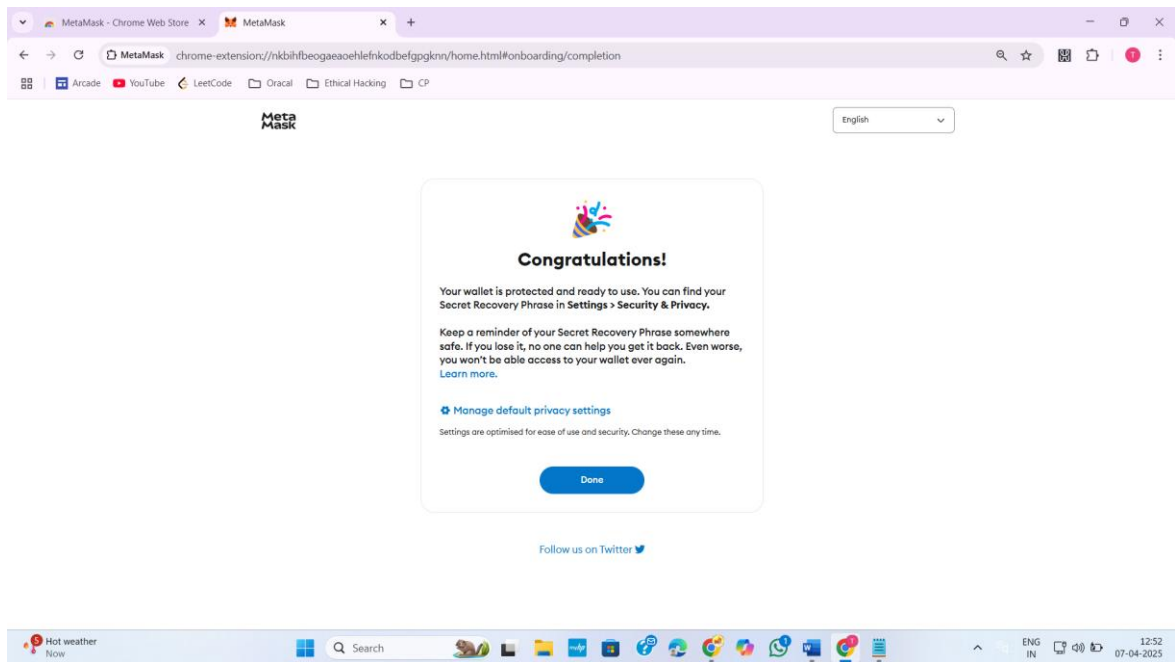 MetaMask - Chrome Web Store
MetaMask
MetaMask
chrome-extension://nkbihfbeogaeaoehlefnkodbefgpgknn/home.html#onboarding/completion
T
Arcade
YouTube
LeetCode
Oracal
Ethical Hacking
CP
Meta
Mask
English
Congratulations!
Your wallet is protected and ready to use. You can find your
Secret Recovery Phrase in Settings > Security & Privacy.
Keep a reminder of your Secret Recovery Phrase somewhere
safe. If you lose it, no one can help you get it back. Even worse,
you won't be able access to your wallet ever again.
Learn more.
Manage default privacy settings
Settings are optimised for ease of use and security. Change these any time.
Done
Follow us on Twitter
5
Hot weather
Now
Search
ENG
IN
12:52
07-04-2025